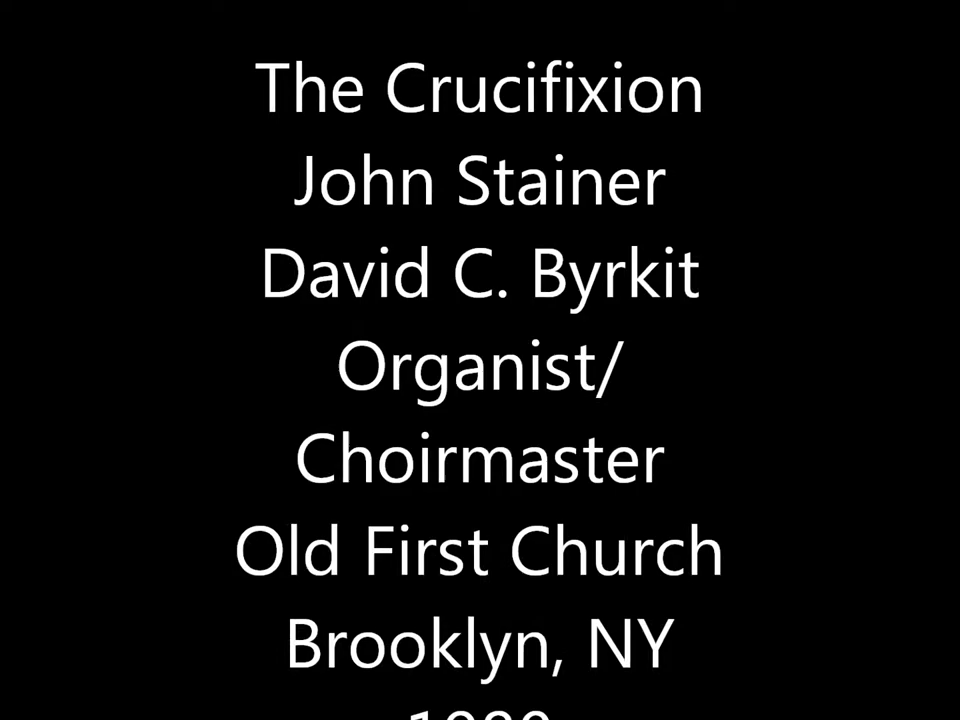 The Crucifixion
John Stainer
David C. Byrkit
Organist/
Choirmaster
Old First Church
Brooklyn, NY